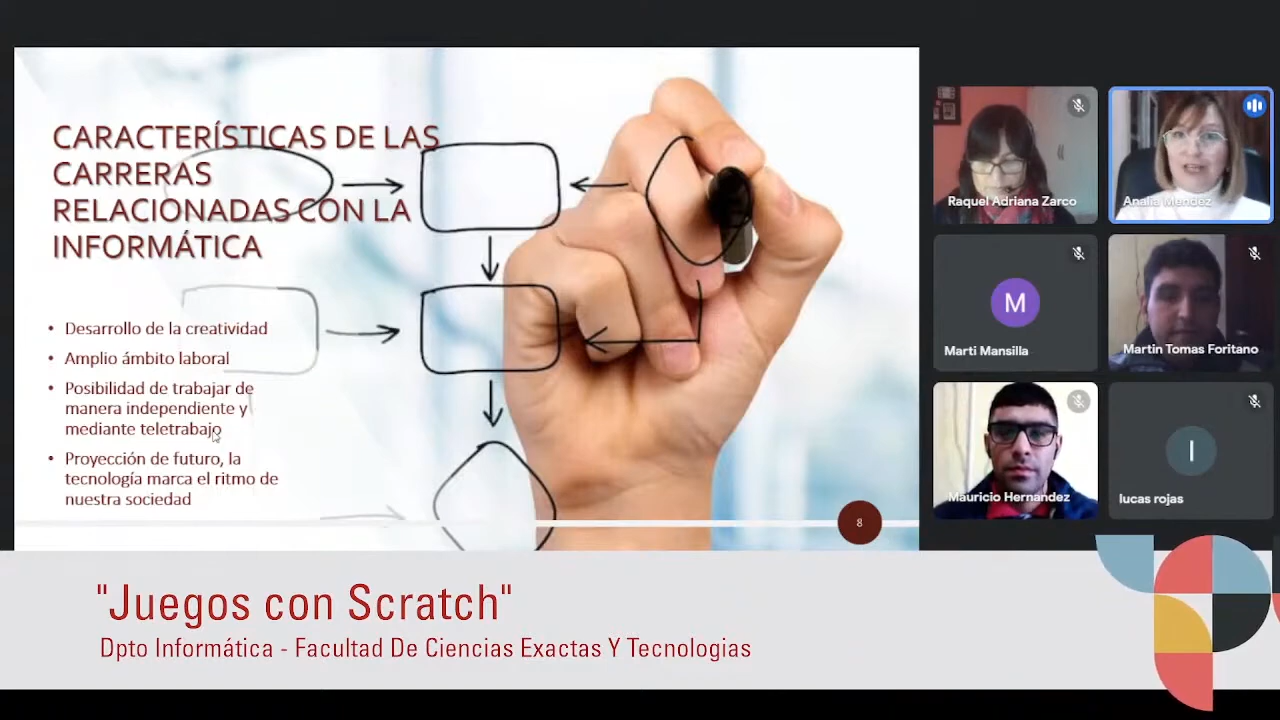 CARACTERÍSTICAS DE LAS
CARRERAS
RELACIONADAS CON LA
INFORMÁTICA
• Desarrollo de la creatividad
• Amplio ámbito laboral
• Posibilidad de trabajar de
manera independiente y
mediante teletrabajo
• Proyección de futuro, la
tecnología marca el ritmo de
nuestra sociedad
8
Raquel Adriana Zarco
Analia Mendez
M
Marti Mansilla
Martin Tomas Foritano
Mauricio Hernandez
l
lucas rojas
"Juegos con Scratch"
Dpto Informática - Facultad De Ciencias Exactas Y Tecnologias